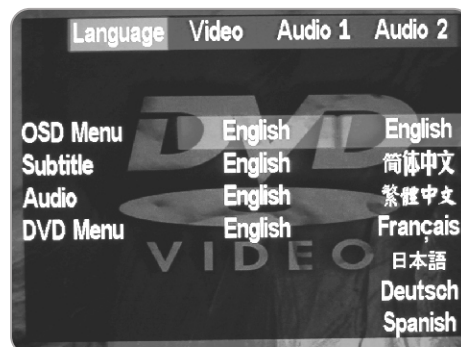 Language Video Audio 1 Audio 2
DVD
OSD Menu English English
Subtitle English 简体中文
Audio English 繁體中文
DVD Menu English Français
VIDEO
日本語
Deutsch
Spanish